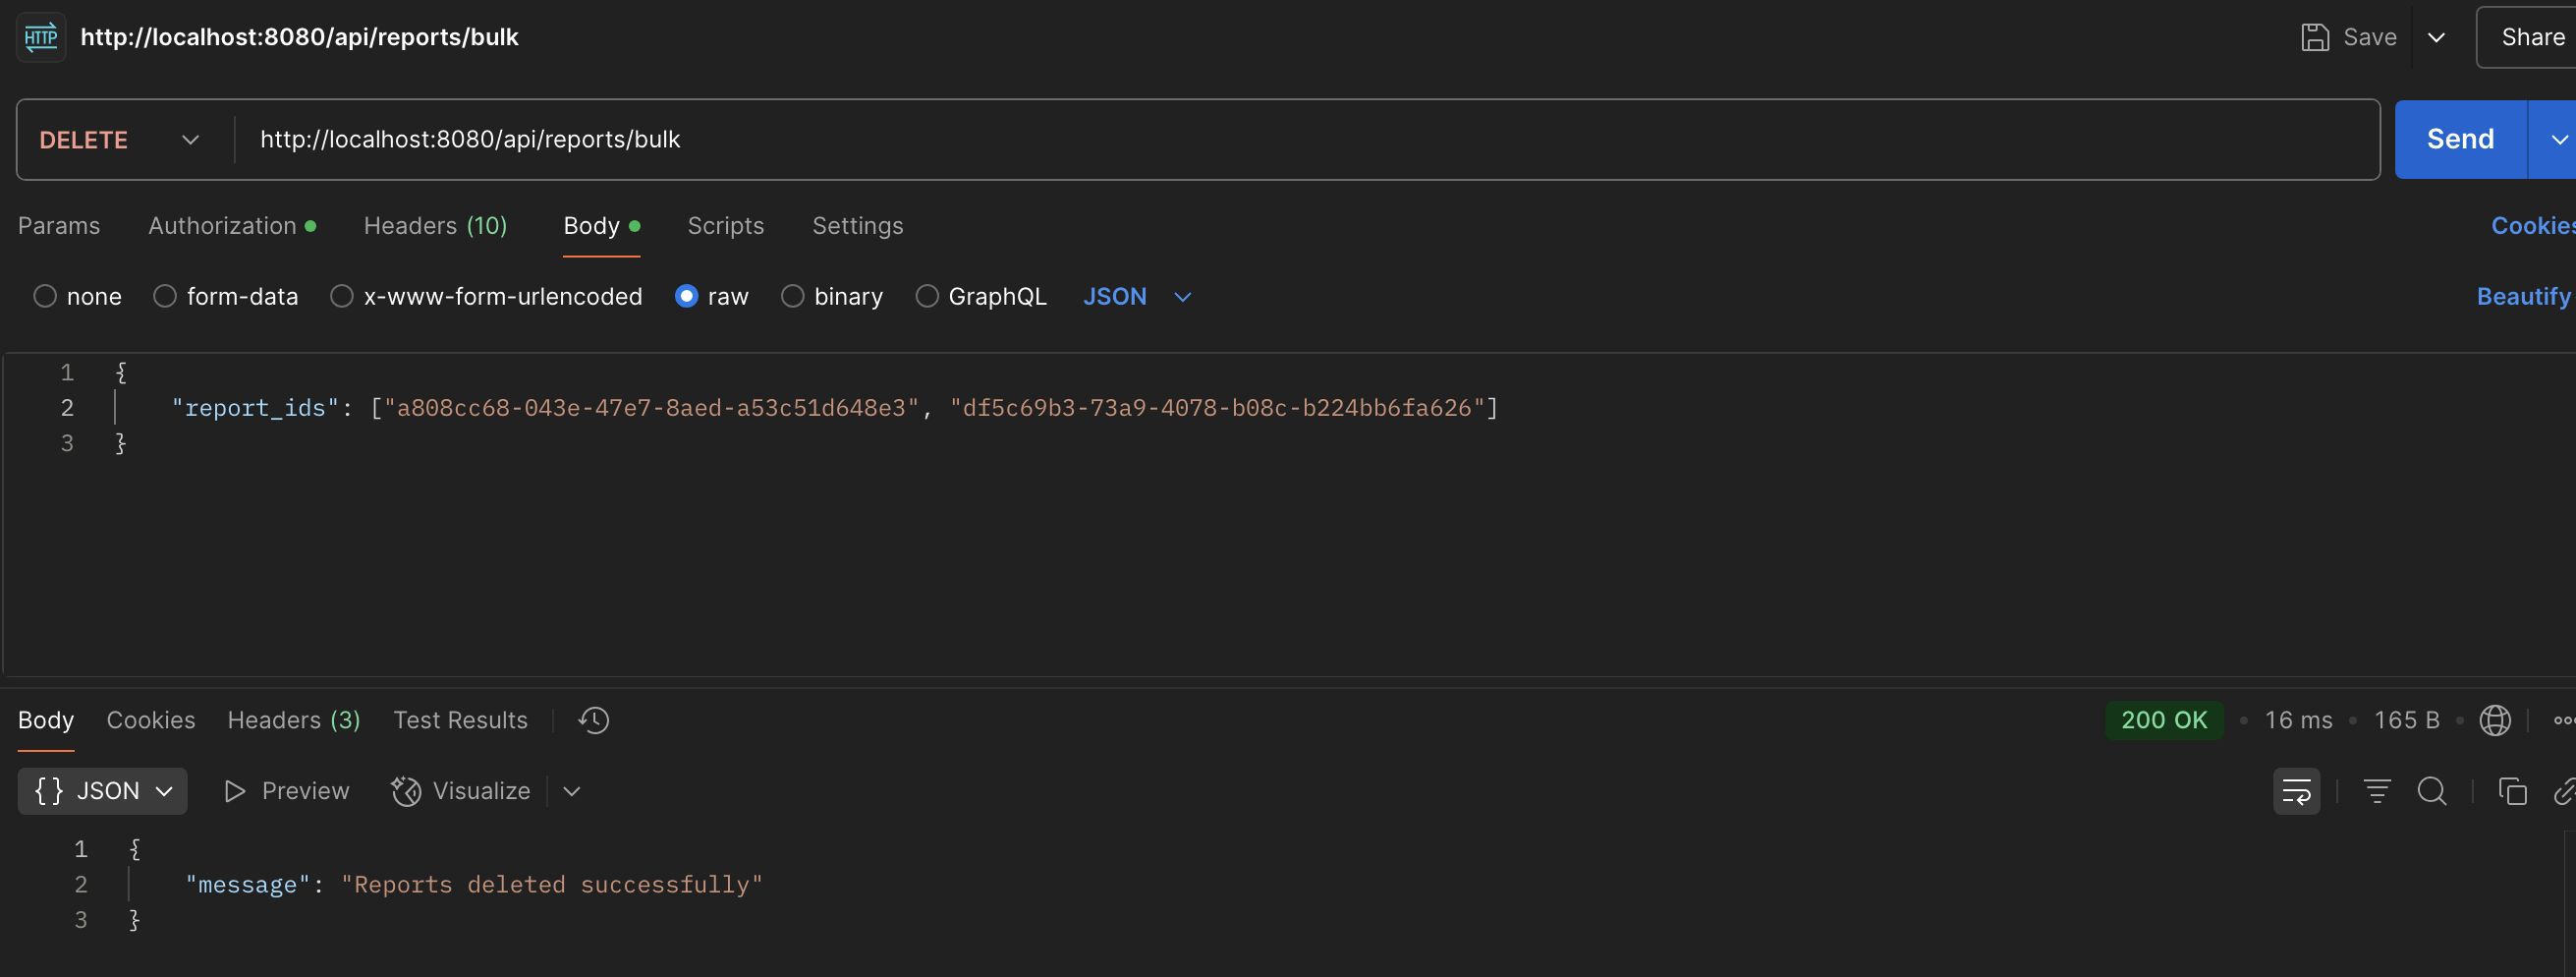 HTTP http://localhost:8080/api/reports/bulk Save Share
DELETE http://localhost:8080/api/reports/bulk Send
Params Authorization Headers (10) Body Scripts Settings Cookies
none form-data x-www-form-urlencoded raw binary GraphQL JSON Beautify
1 {
2 "report_ids": ["a808cc68-043e-47e7-8aed-a53c51d648e3", "df5c69b3-73a9-4078-b08c-b224bb6fa626"]
3 }
Body Cookies Headers (3) Test Results 200 OK • 16 ms • 165 B •
{} JSON Preview Visualize
1 {
2 "message": "Reports deleted successfully"
3 }